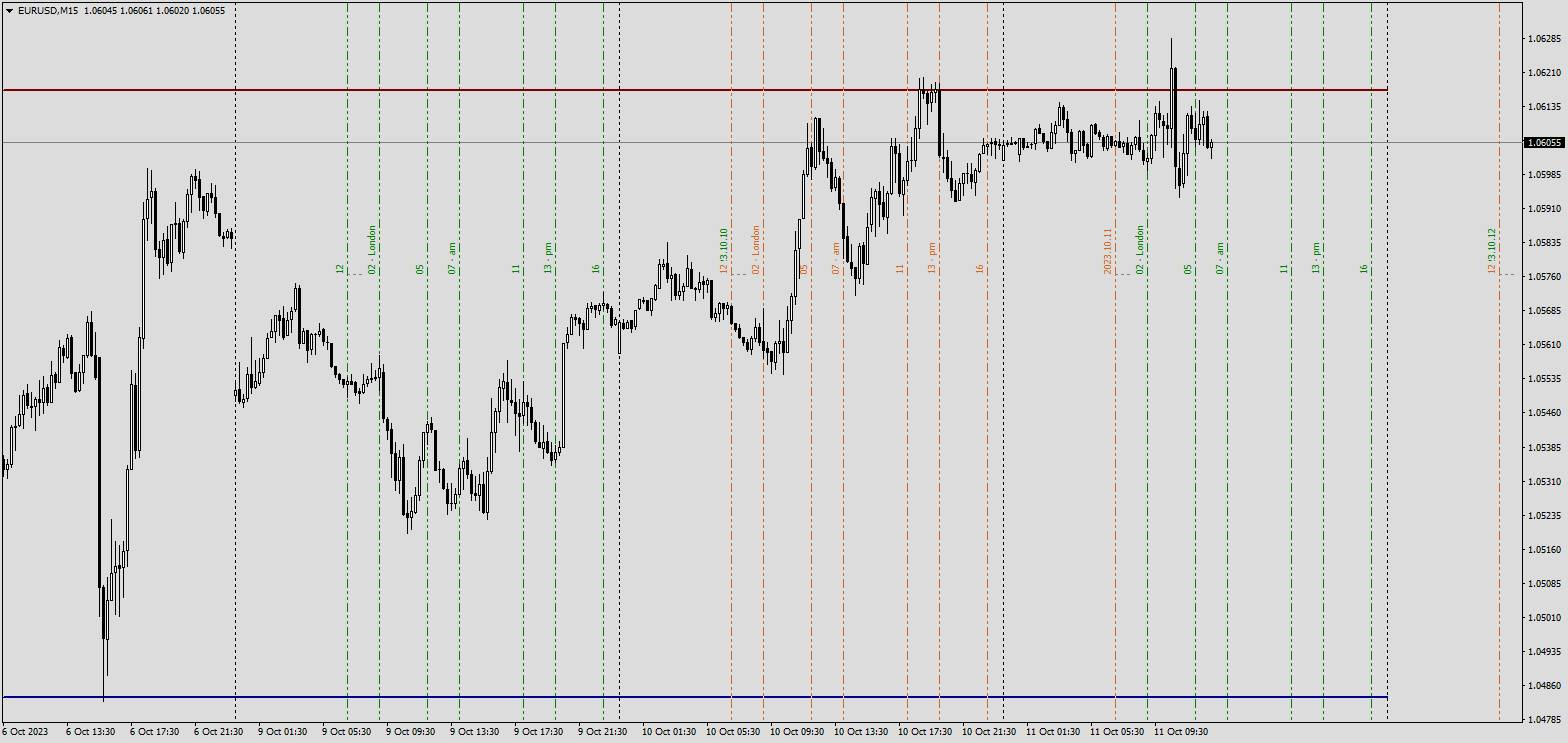 EURUSD,M15 1.06045 1.06061 1.06020 1.06055
1.06285
1.06210
1.06135
1.06055
1.05985
1.05910
1.05835
1.05760
1.05685
1.05610
1.05535
1.05460
1.05385
1.05310
1.05235
1.05160
1.05085
1.05010
1.04935
1.04860
1.04785
12
02 - London
05
07 - am
11
13 - pm
16
12 '3.10.10
02 - London
05
07 - am
11
13 - pm
16
2023.10.11
02 - London
05
07 - am
11
13 - pm
16
12 '3.10.12
6 Oct 2023
6 Oct 13:30
6 Oct 17:30
6 Oct 21:30
9 Oct 01:30
9 Oct 05:30
9 Oct 09:30
9 Oct 13:30
9 Oct 17:30
9 Oct 21:30
10 Oct 01:30
10 Oct 05:30
10 Oct 09:30
10 Oct 13:30
10 Oct 17:30
10 Oct 21:30
11 Oct 01:30
11 Oct 05:30
11 Oct 09:30